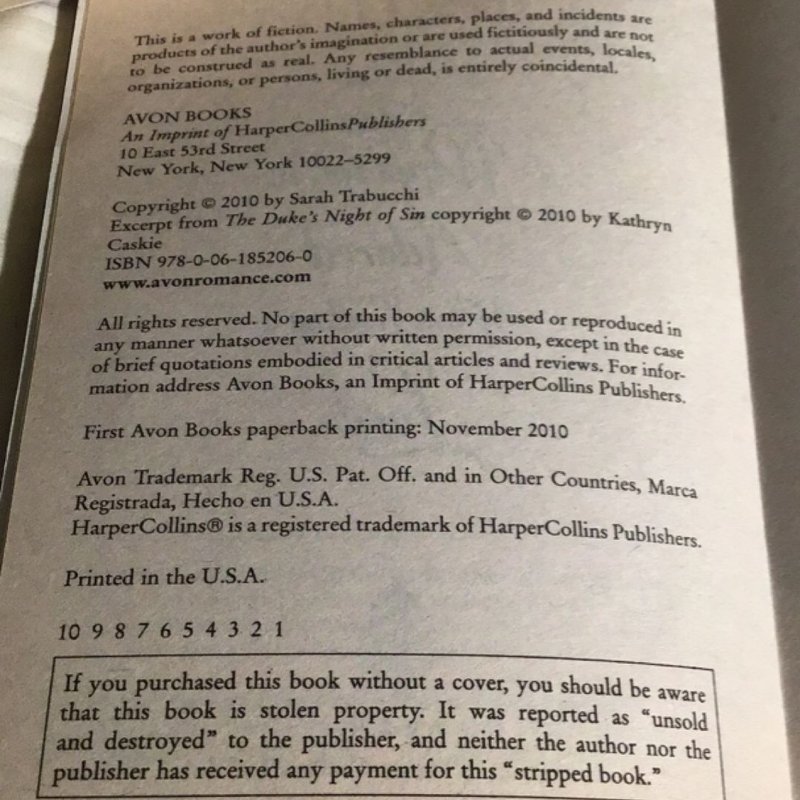 This is a work of fiction. Names, characters, places, and incidents are
products of the author's imagination or are used fictitiously and are not
to be construed as real. Any resemblance to actual events, locales,
organizations, or persons, living or dead, is entirely coincidental.
AVON BOOKS
An Imprint of HarperCollinsPublishers
10 East 53rd Street
New York, New York 10022–5299
Copyright © 2010 by Sarah Trabucchi
Excerpt from The Duke's Night of Sin copyright © 2010 by Kathryn
Caskie
ISBN 978-0-06-185206-0
www.avonromance.com
All rights reserved. No part of this book may be used or reproduced in
any manner whatsoever without written permission, except in the case
of brief quotations embodied in critical articles and reviews. For infor-
mation address Avon Books, an Imprint of HarperCollins Publishers.
First Avon Books paperback printing: November 2010
Avon Trademark Reg. U.S. Pat. Off. and in Other Countries, Marca
Registrada, Hecho en U.S.A.
HarperCollins® is a registered trademark of HarperCollins Publishers.
Printed in the U.S.A.
10 9 8 7 6 5 4 3 2 1
If you purchased this book without a cover, you should be aware
that this book is stolen property. It was reported as "unsold
and destroyed" to the publisher, and neither the author nor the
publisher has received any payment for this "stripped book."